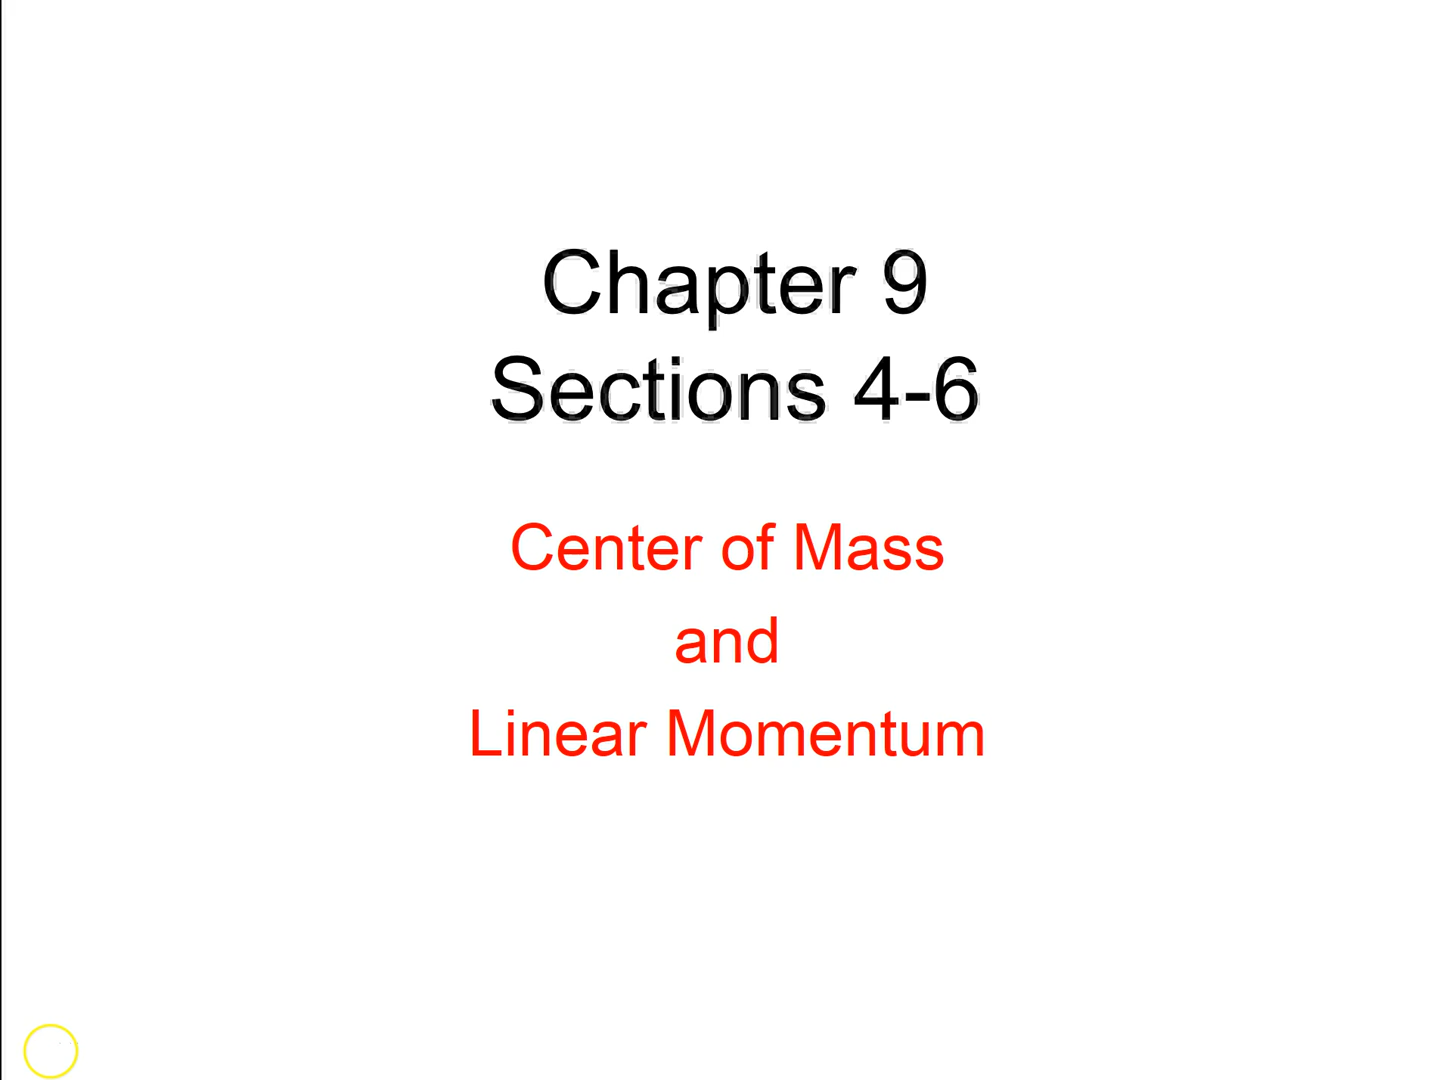 Chapter 9
Sections 4-6
Center of Mass
and
Linear Momentum